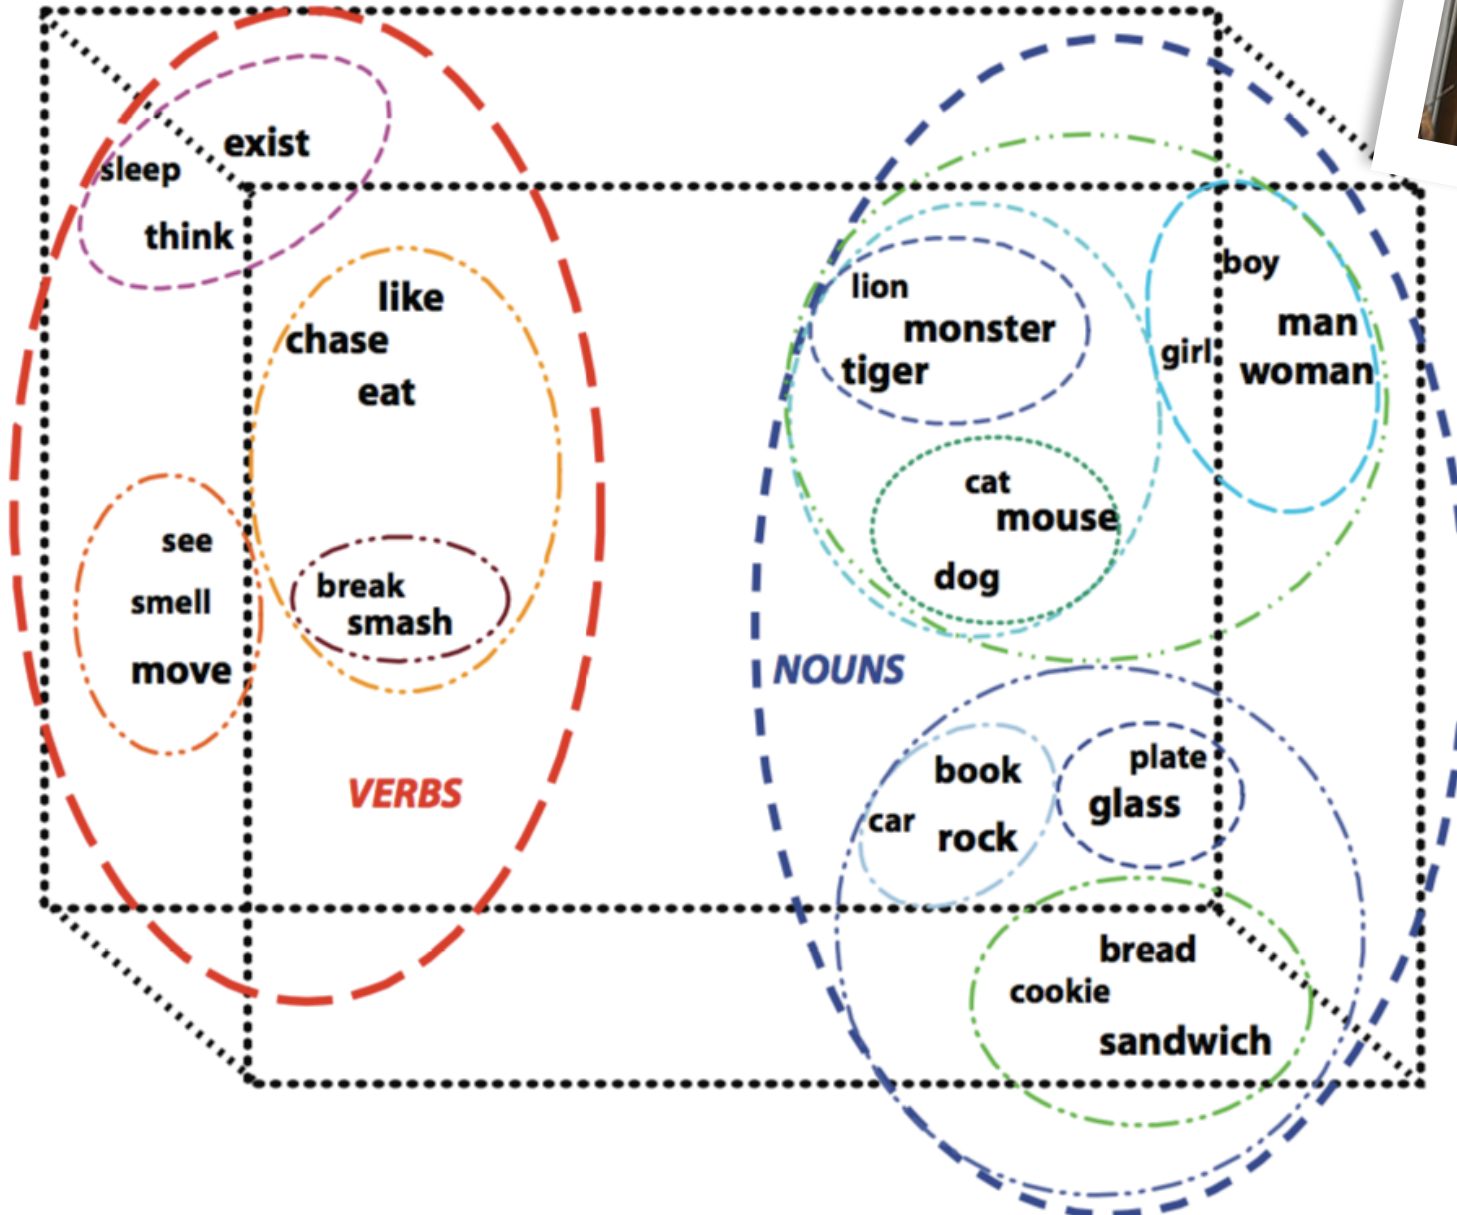 exist
sleep
think
like
chase
eat
see
smell
move
break
smash
VERBS
lion
monster
tiger
cat
mouse
dog
boy
man
girl
woman
NOUNS
book
car
rock
plate
glass
bread
cookie
sandwich